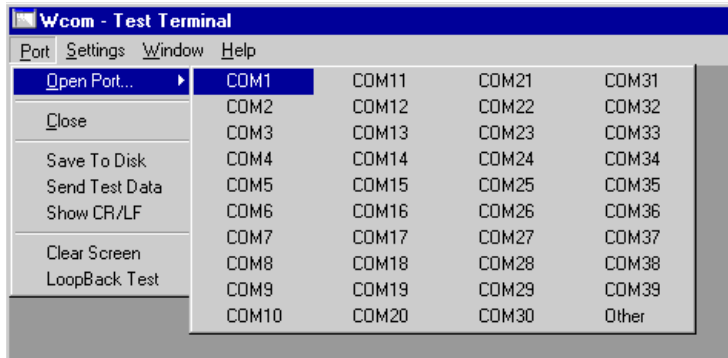 Wcom - Test Terminal
Port Settings Window Help
Open Port...
Close
Save To Disk
Send Test Data
Show CR/LF
Clear Screen
LoopBack Test
COM1 COM11 COM21 COM31
COM2 COM12 COM22 COM32
COM3 COM13 COM23 COM33
COM4 COM14 COM24 COM34
COM5 COM15 COM25 COM35
COM6 COM16 COM26 COM36
COM7 COM17 COM27 COM37
COM8 COM18 COM28 COM38
COM9 COM19 COM29 COM39
COM10 COM20 COM30 Other